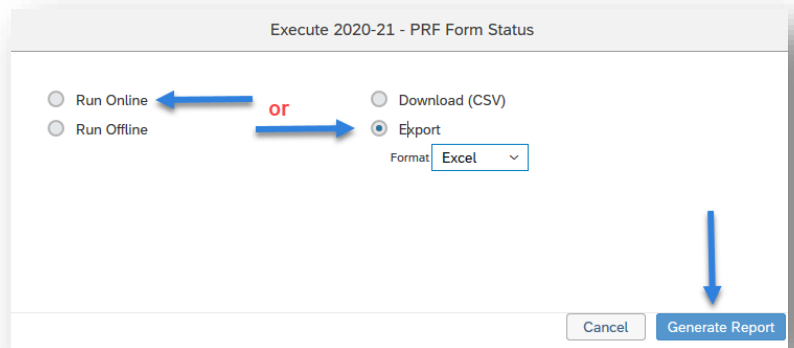 Execute 2020-21 - PRF Form Status
Run Online
or
Download (CSV)
Run Offline
Export
Format Excel
Cancel
Generate Report